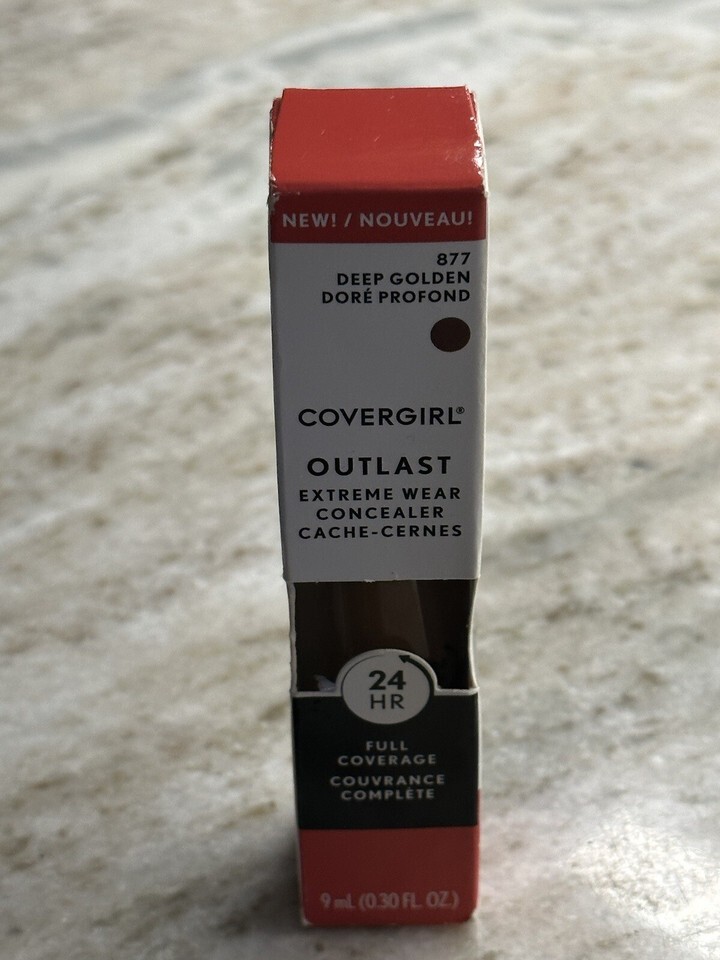 NEW! / NOUVEAU!
877
DEEP GOLDEN
DORÉ PROFOND
COVERGIRL®
OUTLAST
EXTREME WEAR
CONCEALER
CACHE-CERNES
24
HR
FULL
COVERAGE
COUVRANCE
COMPLÈTE
9 mL (0.30 FL. OZ.)